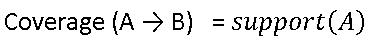 Coverage (A → B) = support(A)